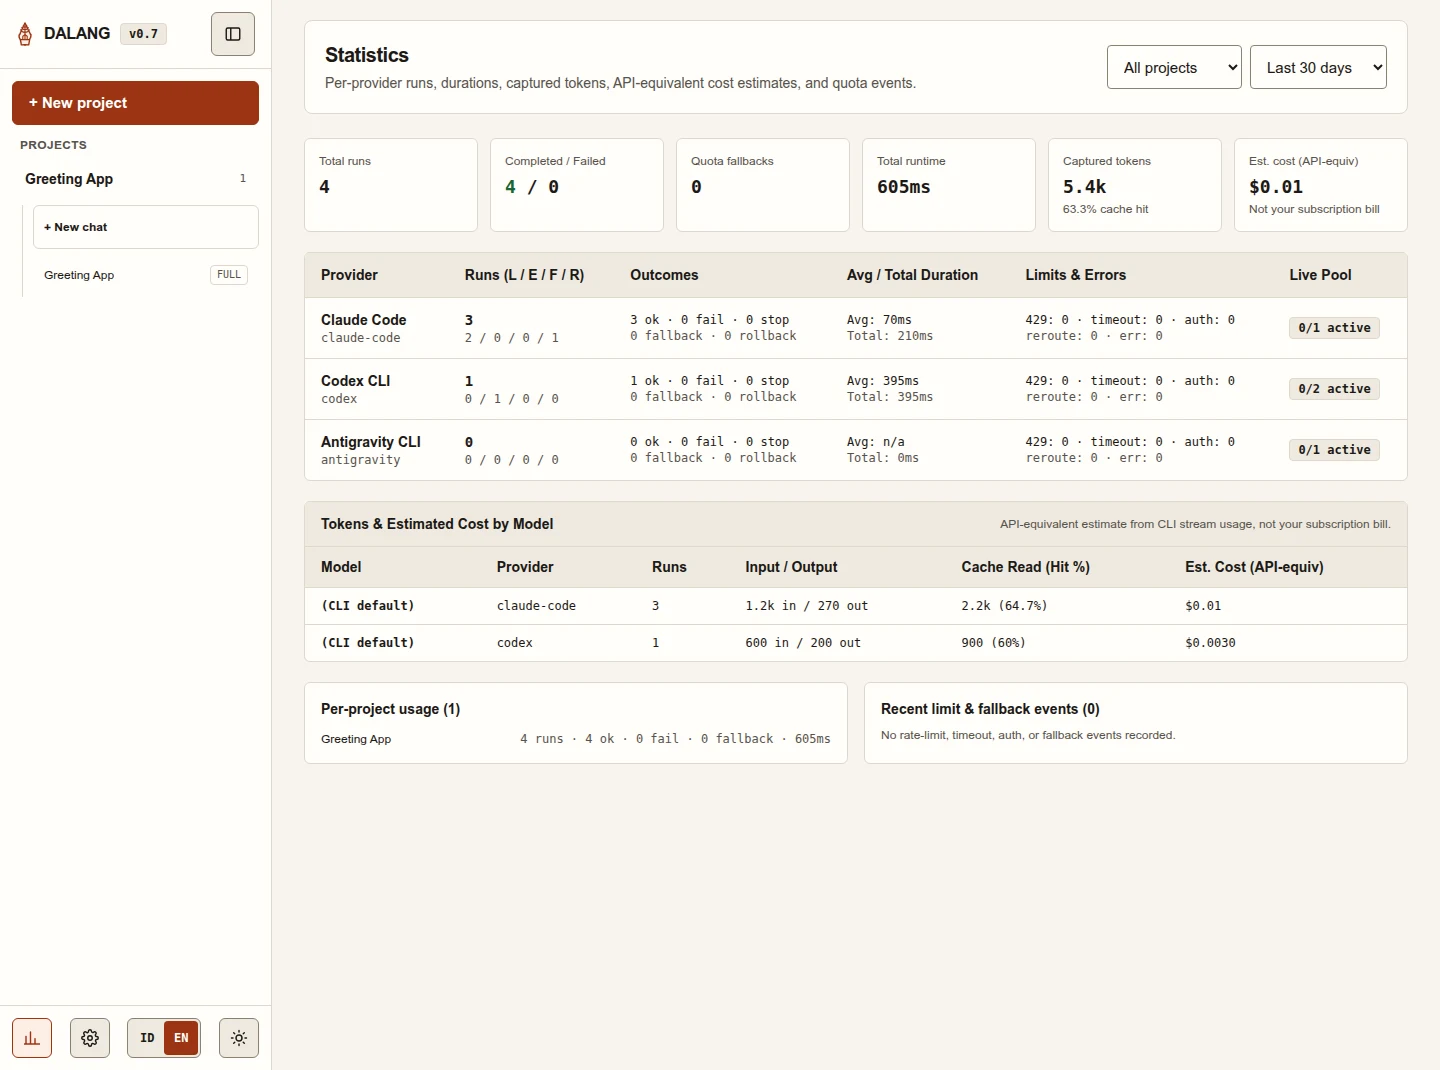 DALANG v0.7
+ New project
PROJECTS
Greeting App 1
+ New chat
Greeting App FULL
ID EN
Statistics
Per-provider runs, durations, captured tokens, API-equivalent cost estimates, and quota events.
All projects Last 30 days
Total runs
4
Completed / Failed
4 / 0
Quota fallbacks
0
Total runtime
605ms
Captured tokens
5.4k
63.3% cache hit
Est. cost (API-equiv)
$0.01
Not your subscription bill
Provider Runs (L / E / F / R) Outcomes Avg / Total Duration Limits & Errors Live Pool
Claude Code 3 3 ok · 0 fail · 0 stop Avg: 70ms 429: 0 · timeout: 0 · auth: 0 0/1 active
claude-code 2 / 0 / 0 / 1 0 fallback · 0 rollback Total: 210ms reroute: 0 · err: 0
Codex CLI 1 1 ok · 0 fail · 0 stop Avg: 395ms 429: 0 · timeout: 0 · auth: 0 0/2 active
codex 0 / 1 / 0 / 0 0 fallback · 0 rollback Total: 395ms reroute: 0 · err: 0
Antigravity CLI 0 0 ok · 0 fail · 0 stop Avg: n/a 429: 0 · timeout: 0 · auth: 0 0/1 active
antigravity 0 / 0 / 0 / 0 0 fallback · 0 rollback Total: 0ms reroute: 0 · err: 0
Tokens & Estimated Cost by Model API-equivalent estimate from CLI stream usage, not your subscription bill.
Model Provider Runs Input / Output Cache Read (Hit %) Est. Cost (API-equiv)
(CLI default) claude-code 3 1.2k in / 270 out 2.2k (64.7%) $0.01
(CLI default) codex 1 600 in / 200 out 900 (60%) $0.0030
Per-project usage (1)
Greeting App 4 runs · 4 ok · 0 fail · 0 fallback · 605ms
Recent limit & fallback events (0)
No rate-limit, timeout, auth, or fallback events recorded.